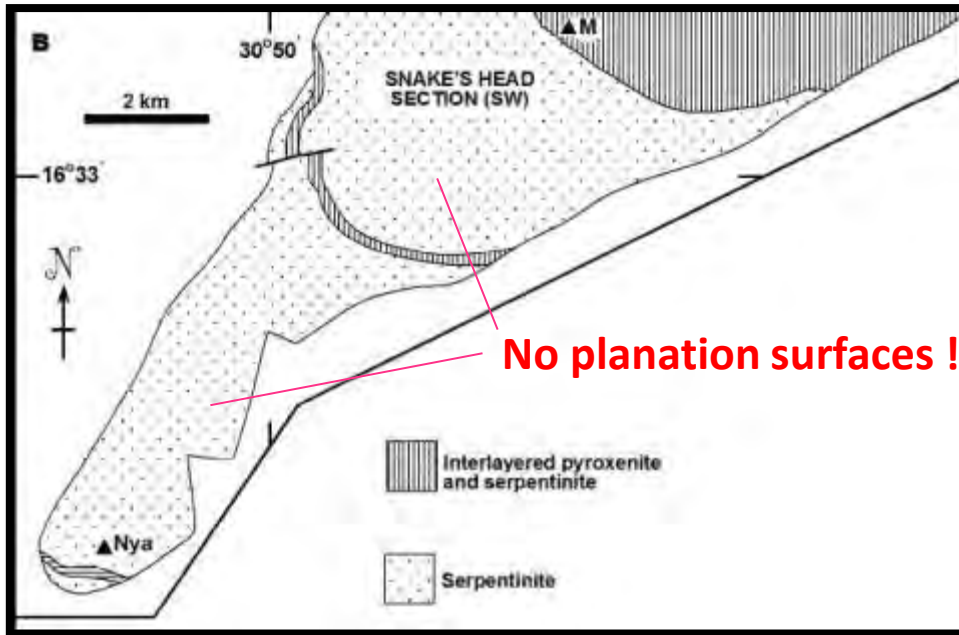 B
30°50'
▲M
SNAKE'S HEAD
SECTION (SW)
2 km
16°33'
N
No planation surfaces !
Interlayered pyroxenite
and serpentinite
▲Nya
Serpentinite